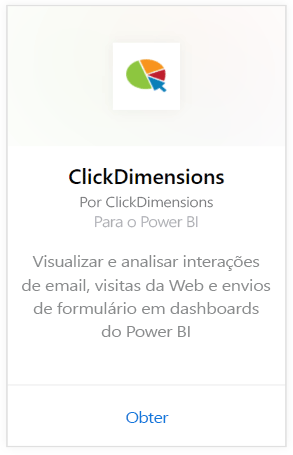 ClickDimensions
Por ClickDimensions
Para o Power BI
Visualizar e analisar interações
de email, visitas da Web e envios
de formulário em dashboards
do Power BI
Obter